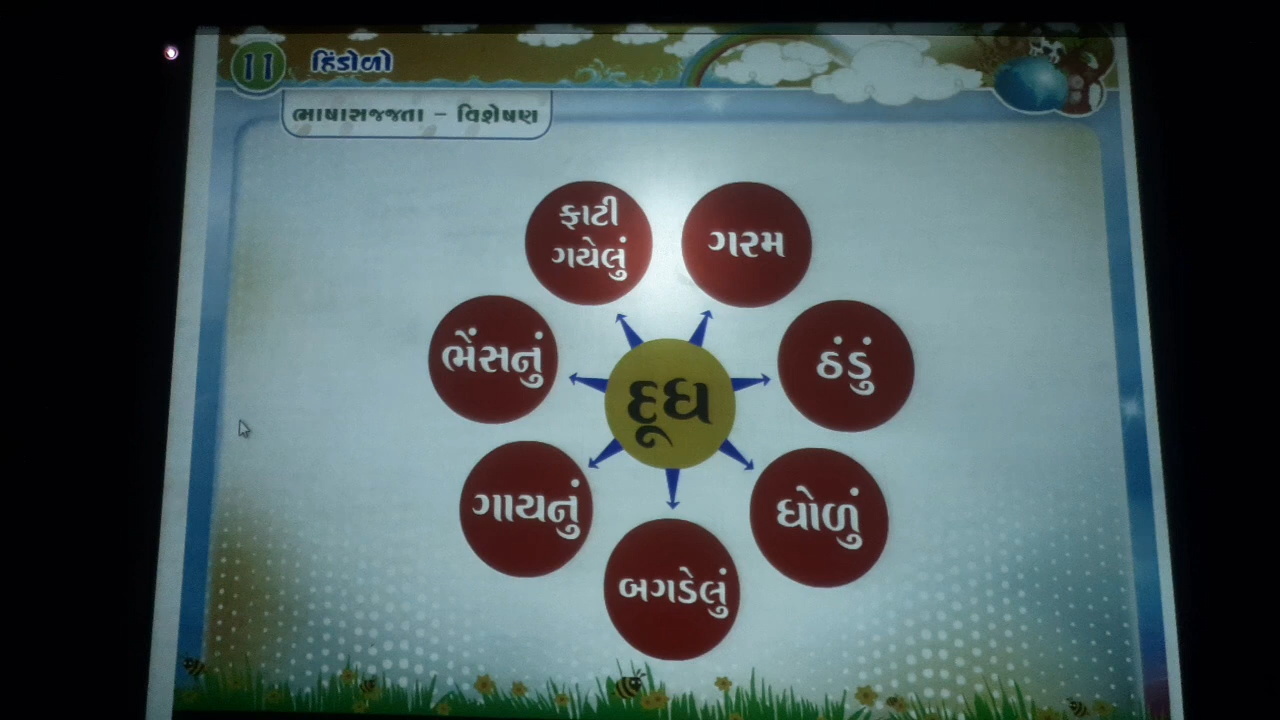 11 હિંડોળો
ભાષાસજ્જતા – વિશેષણ
ફાટી
ગયેલું
ગરમ
ભેંસનું
ઠંડું
દૂધ
ગાયનું
ધોળું
બગડેલું